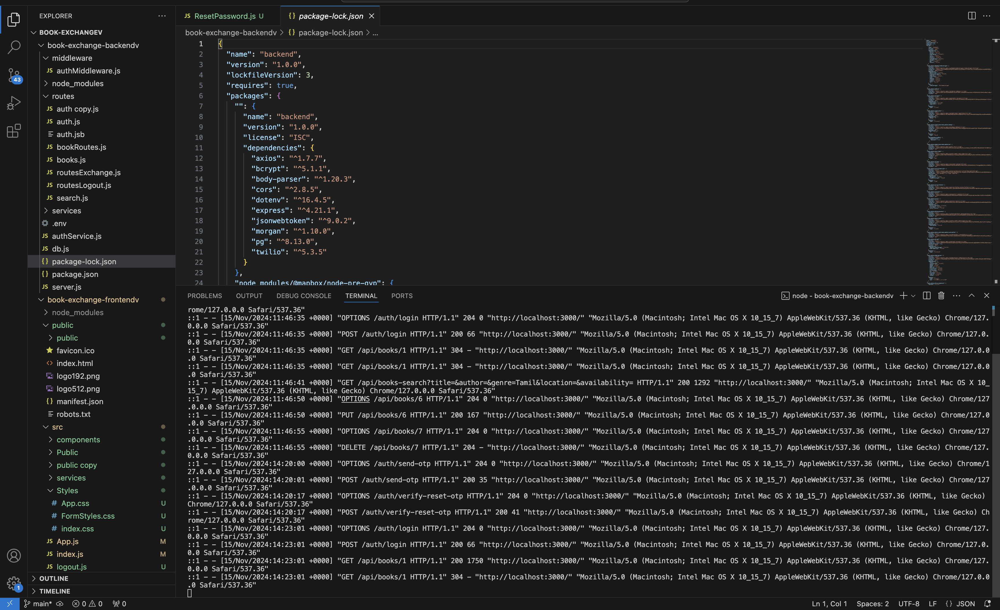 EXPLORER
BOOK-EXCHANGEV
book-exchange-backendv
middleware
JS authMiddleware.js
node_modules
routes
JS auth copy.js
JS auth.js
auth.jsb
JS bookRoutes.js
JS books.js
JS routesExchange.js
JS routesLogout.js
JS search.js
services
.env
JS authService.js
JS db.js
{} package-lock.json
{} package.json
JS server.js
book-exchange-frontendv
node_modules
public
public
favicon.ico
<> index.html
logo192.png
logo512.png
{} manifest.json
robots.txt
src
components
Public
public copy
services
Styles
# App.css U
# FormStyles.css U
# index.css U
JS App.js M
JS index.js M
JS logout.js U
OUTLINE
TIMELINE
43
1
JS ResetPassword.js U
{} package-lock.json
book-exchange-backendv > {} package-lock.json > ...
1 {
2 "name": "backend",
3 "version": "1.0.0",
4 "lockfileVersion": 3,
5 "requires": true,
6 "packages": {
7 "": {
8 "name": "backend",
9 "version": "1.0.0",
10 "license": "ISC",
11 "dependencies": {
12 "axios": "^1.7.7",
13 "bcrypt": "^5.1.1",
14 "body-parser": "^1.20.3",
15 "cors": "^2.8.5",
16 "dotenv": "^16.4.5",
17 "express": "^4.21.1",
18 "jsonwebtoken": "^9.0.2",
19 "morgan": "^1.10.0",
20 "pg": "^8.13.0",
21 "twilio": "^5.3.5"
22 }
23 },
24 "node_modules/@mapbox/node-pre-gyp": {
PROBLEMS OUTPUT DEBUG CONSOLE TERMINAL PORTS
node - book-exchange-backendv
rome/127.0.0.0 Safari/537.36"
::1 - - [15/Nov/2024:11:46:35 +0000] "OPTIONS /auth/login HTTP/1.1" 204 0 "http://localhost:3000/" "Mozilla/5.0 (Macintosh; Intel Mac OS X 10_15_7) AppleWebKit/537.36 (KHTML, like Gecko) Chrome/127.
0.0.0 Safari/537.36"
::1 - - [15/Nov/2024:11:46:35 +0000] "POST /auth/login HTTP/1.1" 200 66 "http://localhost:3000/" "Mozilla/5.0 (Macintosh; Intel Mac OS X 10_15_7) AppleWebKit/537.36 (KHTML, like Gecko) Chrome/127.0.
0.0 Safari/537.36"
::1 - - [15/Nov/2024:11:46:35 +0000] "GET /api/books/1 HTTP/1.1" 304 - "http://localhost:3000/" "Mozilla/5.0 (Macintosh; Intel Mac OS X 10_15_7) AppleWebKit/537.36 (KHTML, like Gecko) Chrome/127.0.0
.0 Safari/537.36"
::1 - - [15/Nov/2024:11:46:35 +0000] "GET /api/books/1 HTTP/1.1" 304 - "http://localhost:3000/" "Mozilla/5.0 (Macintosh; Intel Mac OS X 10_15_7) AppleWebKit/537.36 (KHTML, like Gecko) Chrome/127.0.0
.0 Safari/537.36"
::1 - - [15/Nov/2024:11:46:41 +0000] "GET /api/books-search?title=&author=&genre=Tamil&location=&availability= HTTP/1.1" 200 1292 "http://localhost:3000/" "Mozilla/5.0 (Macintosh; Intel Mac OS X 10_
15_7) AppleWebKit/537.36 (KHTML, like Gecko) Chrome/127.0.0.0 Safari/537.36"
::1 - - [15/Nov/2024:11:46:50 +0000] "OPTIONS /api/books/6 HTTP/1.1" 204 0 "http://localhost:3000/" "Mozilla/5.0 (Macintosh; Intel Mac OS X 10_15_7) AppleWebKit/537.36 (KHTML, like Gecko) Chrome/127
.0.0.0 Safari/537.36"
::1 - - [15/Nov/2024:11:46:50 +0000] "PUT /api/books/6 HTTP/1.1" 200 167 "http://localhost:3000/" "Mozilla/5.0 (Macintosh; Intel Mac OS X 10_15_7) AppleWebKit/537.36 (KHTML, like Gecko) Chrome/127.0
.0.0 Safari/537.36"
::1 - - [15/Nov/2024:11:46:55 +0000] "OPTIONS /api/books/7 HTTP/1.1" 204 0 "http://localhost:3000/" "Mozilla/5.0 (Macintosh; Intel Mac OS X 10_15_7) AppleWebKit/537.36 (KHTML, like Gecko) Chrome/127
.0.0.0 Safari/537.36"
::1 - - [15/Nov/2024:11:46:55 +0000] "DELETE /api/books/7 HTTP/1.1" 204 - "http://localhost:3000/" "Mozilla/5.0 (Macintosh; Intel Mac OS X 10_15_7) AppleWebKit/537.36 (KHTML, like Gecko) Chrome/127.
0.0.0 Safari/537.36"
::1 - - [15/Nov/2024:14:20:00 +0000] "OPTIONS /auth/send-otp HTTP/1.1" 204 0 "http://localhost:3000/" "Mozilla/5.0 (Macintosh; Intel Mac OS X 10_15_7) AppleWebKit/537.36 (KHTML, like Gecko) Chrome/1
27.0.0.0 Safari/537.36"
::1 - - [15/Nov/2024:14:20:01 +0000] "POST /auth/send-otp HTTP/1.1" 200 35 "http://localhost:3000/" "Mozilla/5.0 (Macintosh; Intel Mac OS X 10_15_7) AppleWebKit/537.36 (KHTML, like Gecko) Chrome/127
.0.0.0 Safari/537.36"
::1 - - [15/Nov/2024:14:20:17 +0000] "OPTIONS /auth/verify-reset-otp HTTP/1.1" 204 0 "http://localhost:3000/" "Mozilla/5.0 (Macintosh; Intel Mac OS X 10_15_7) AppleWebKit/537.36 (KHTML, like Gecko)
Chrome/127.0.0.0 Safari/537.36"
::1 - - [15/Nov/2024:14:20:17 +0000] "POST /auth/verify-reset-otp HTTP/1.1" 200 41 "http://localhost:3000/" "Mozilla/5.0 (Macintosh; Intel Mac OS X 10_15_7) AppleWebKit/537.36 (KHTML, like Gecko) Ch
rome/127.0.0.0 Safari/537.36"
::1 - - [15/Nov/2024:14:23:01 +0000] "OPTIONS /auth/login HTTP/1.1" 204 0 "http://localhost:3000/" "Mozilla/5.0 (Macintosh; Intel Mac OS X 10_15_7) AppleWebKit/537.36 (KHTML, like Gecko) Chrome/127.
0.0.0 Safari/537.36"
::1 - - [15/Nov/2024:14:23:01 +0000] "POST /auth/login HTTP/1.1" 200 66 "http://localhost:3000/" "Mozilla/5.0 (Macintosh; Intel Mac OS X 10_15_7) AppleWebKit/537.36 (KHTML, like Gecko) Chrome/127.0.
0.0 Safari/537.36"
::1 - - [15/Nov/2024:14:23:01 +0000] "GET /api/books/1 HTTP/1.1" 200 1750 "http://localhost:3000/" "Mozilla/5.0 (Macintosh; Intel Mac OS X 10_15_7) AppleWebKit/537.36 (KHTML, like Gecko) Chrome/127.
0.0.0 Safari/537.36"
::1 - - [15/Nov/2024:14:23:01 +0000] "GET /api/books/1 HTTP/1.1" 304 - "http://localhost:3000/" "Mozilla/5.0 (Macintosh; Intel Mac OS X 10_15_7) AppleWebKit/537.36 (KHTML, like Gecko) Chrome/127.0.0
.0 Safari/537.36"
main* 0 0 0
Ln 1, Col 1 Spaces: 2 UTF-8 LF {} JSON